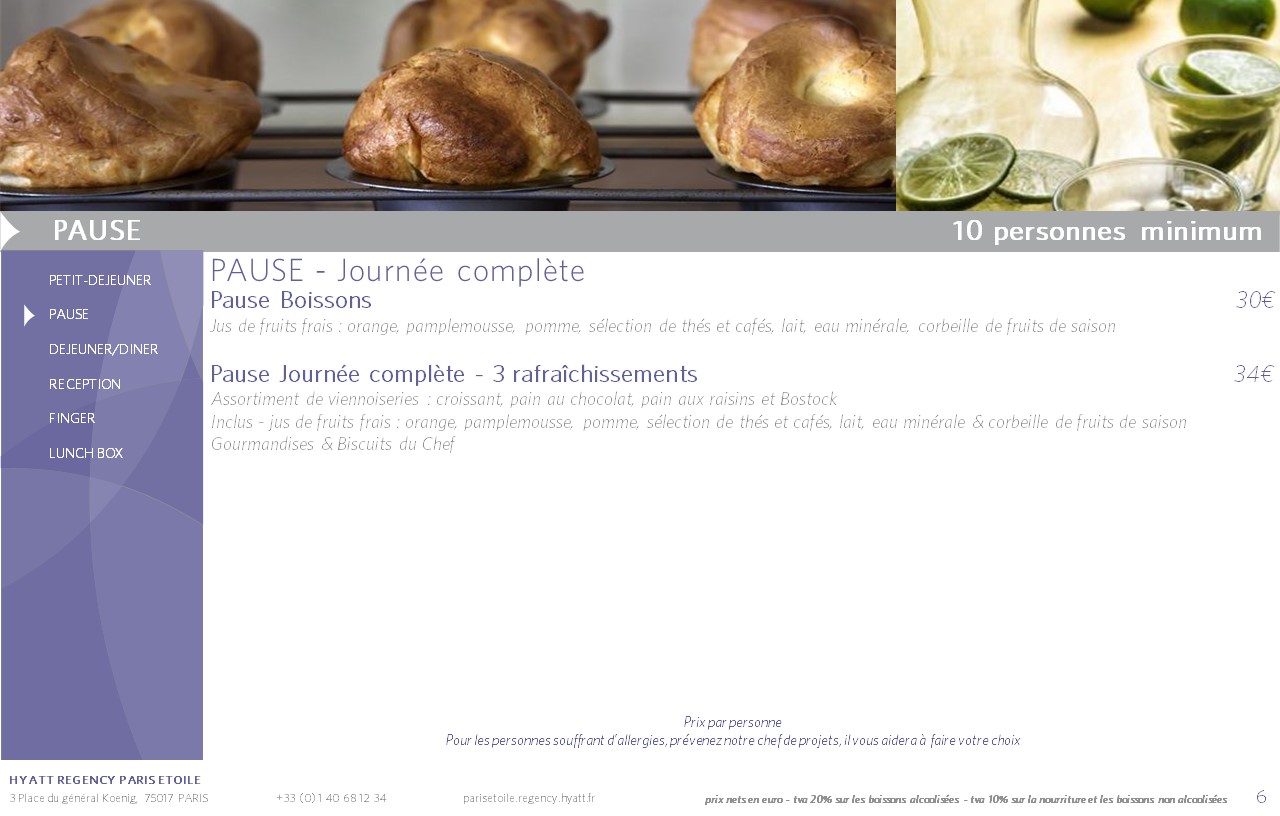 PAUSE 10 personnes minimum
PETIT-DEJEUNER
PAUSE
DEJEUNER/DINER
RECEPTION
FINGER
LUNCH BOX
PAUSE - Journée complète
Pause Boissons 30€
Jus de fruits frais : orange, pamplemousse, pomme, sélection de thés et cafés, lait, eau minérale, corbeille de fruits de saison
Pause Journée complète - 3 rafraîchissements 34€
Assortiment de viennoiseries : croissant, pain au chocolat, pain aux raisins et Bostock
Inclus - jus de fruits frais : orange, pamplemousse, pomme, sélection de thés et cafés, lait, eau minérale & corbeille de fruits de saison
Gourmandises & Biscuits du Chef
Prix par personne
Pour les personnes souffrant d'allergies, prévenez notre chef de projets, il vous aidera à faire votre choix
HYATT REGENCY PARIS ETOILE
3 Place du général Koenig, 75017 PARIS +33 (0) 1 40 68 12 34 parisetoile.regency.hyatt.fr prix nets en euro - tva 20% sur les boissons alcoolisées - tva 10% sur la nourriture et les boissons non alcoolisées 6